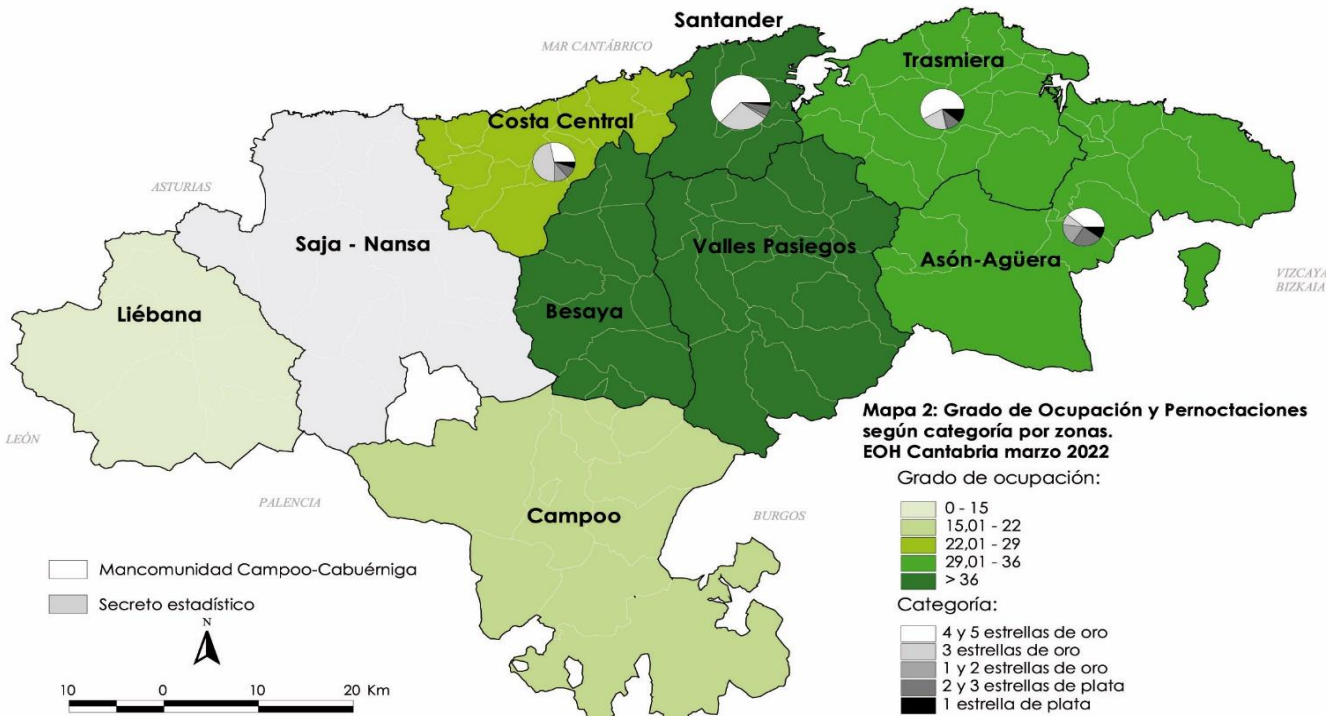 Santander
MAR CANTÁBRICO
Trasmiera
Costa Central
ASTURIAS
Saja - Nansa
Valles Pasiegos
Asón-Agüera
VIZCAYA
BIZKAIA
Liébana
Besaya
LEÓN
PALENCIA
Campoo
BURGOS
Mapa 2: Grado de Ocupación y Pernoctaciones
según categoría por zonas.
EOH Cantabria marzo 2022
Grado de ocupación:
0 - 15
15,01 - 22
22,01 - 29
29,01 - 36
> 36
Categoría:
4 y 5 estrellas de oro
3 estrellas de oro
1 y 2 estrellas de oro
2 y 3 estrellas de plata
1 estrella de plata
Mancomunidad Campoo-Cabuérniga
Secreto estadístico
N
10 0 10 20 Km